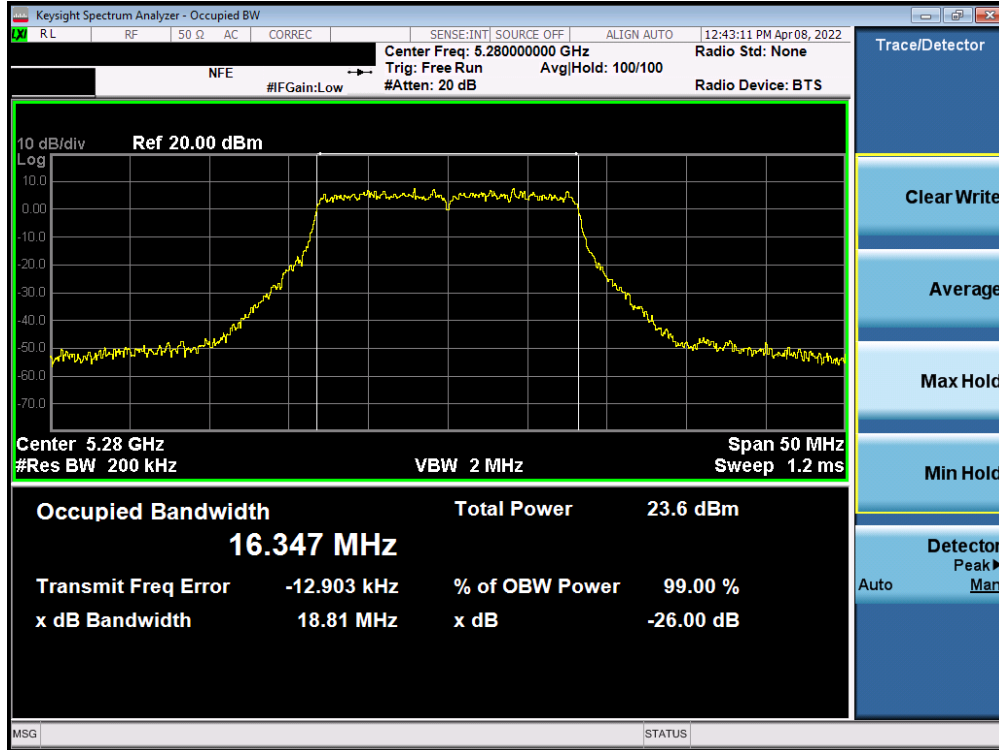 Keysight Spectrum Analyzer - Occupied BW
LXI RL RF 50 Ω AC CORREC SENSE:INT SOURCE OFF ALIGN AUTO 12:43:11 PM Apr 08, 2022
Center Freq: 5.280000000 GHz Radio Std: None
NFE Trig: Free Run Avg|Hold: 100/100
#IFGain:Low #Atten: 20 dB Radio Device: BTS
Trace/Detector
10 dB/div Ref 20.00 dBm
Log
10.0
0.00
-10.0
-20.0
-30.0
-40.0
-50.0
-60.0
-70.0
Center 5.28 GHz Span 50 MHz
#Res BW 200 kHz VBW 2 MHz Sweep 1.2 ms
Occupied Bandwidth Total Power 23.6 dBm
16.347 MHz
Transmit Freq Error -12.903 kHz % of OBW Power 99.00 %
x dB Bandwidth 18.81 MHz x dB -26.00 dB
Clear Write
Average
Max Hold
Min Hold
Detector
Peak▶
Auto Man
MSG STATUS